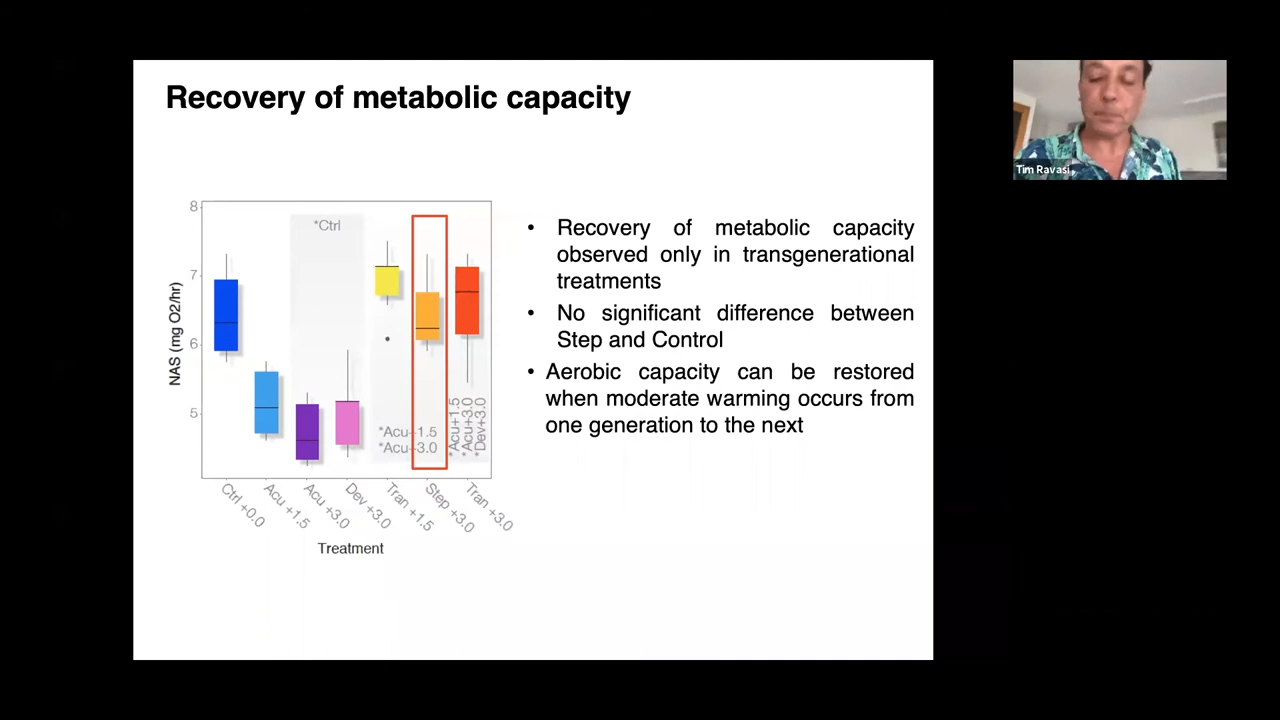 Recovery of metabolic capacity
Tim Ravasi
8
7
6
5
NAS (mg O2/hr)
*Ctrl
*Acu+1.5
*Acu+3.0
*Acu+1.5
*Acu+3.0
*Dev+3.0
Ctrl +0.0
Acu +1.5
Acu +3.0
Dev +3.0
Tran +1.5
Step +3.0
Tran +3.0
Treatment
• Recovery of metabolic capacity
observed only in transgenerational
treatments
• No significant difference between
Step and Control
• Aerobic capacity can be restored
when moderate warming occurs from
one generation to the next